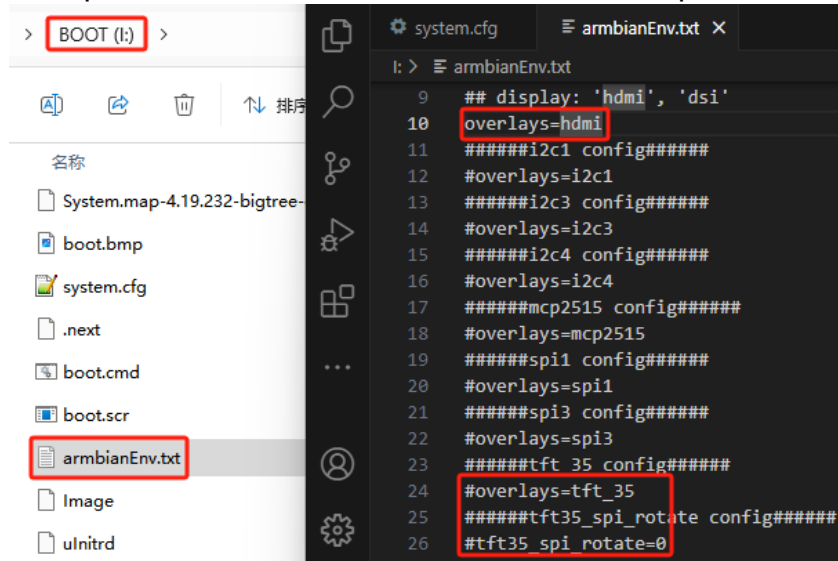 BOOT (I:)
排序
名称
System.map-4.19.232-bigtree-
boot.bmp
system.cfg
.next
boot.cmd
boot.scr
armbianEnv.txt
Image
uInitrd
system.cfg
armbianEnv.txt
I: > armbianEnv.txt
9 ## display: 'hdmi', 'dsi'
10 overlays=hdmi
11 ######i2c1 config######
12 #overlays=i2c1
13 ######i2c3 config######
14 #overlays=i2c3
15 ######i2c4 config######
16 #overlays=i2c4
17 ######mcp2515 config######
18 #overlays=mcp2515
19 ######spi1 config######
20 #overlays=spi1
21 ######spi3 config######
22 #overlays=spi3
23 ######tft_35 config######
24 #overlays=tft_35
25 ######tft35_spi_rotate config######
26 #tft35_spi_rotate=0